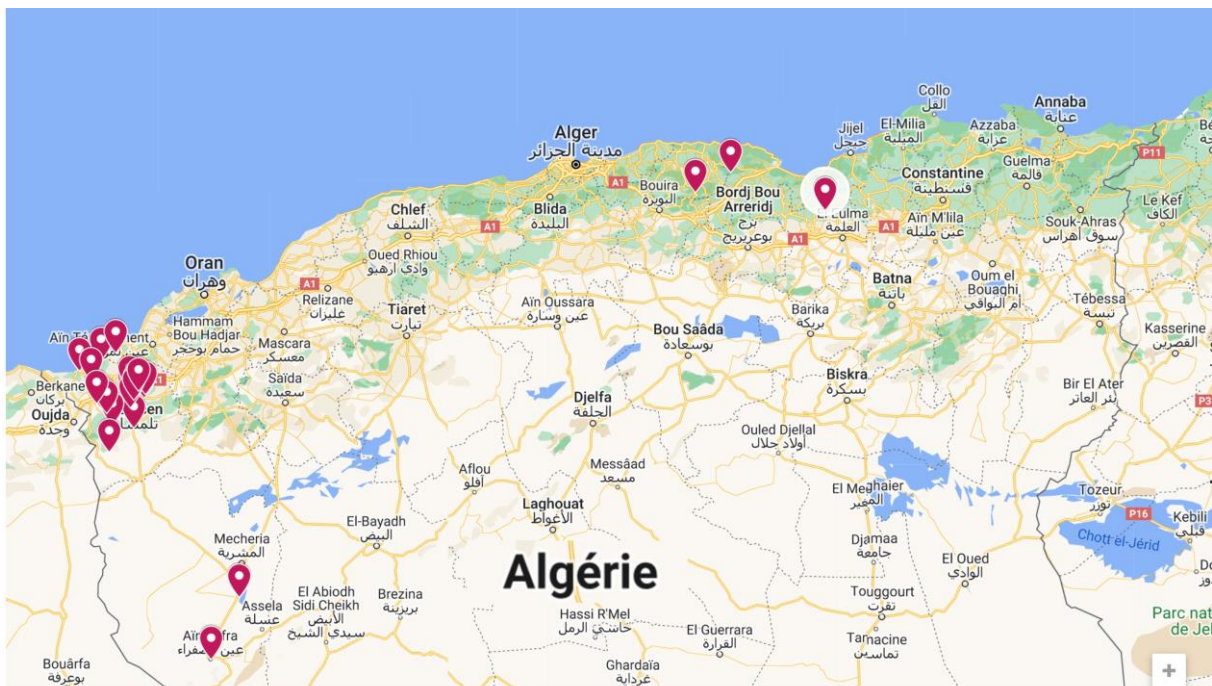 Collo
القل
Annaba
عنابة
Jijel
جيجل
El-Milia
الميلية
Azzaba
عزابة
Alger
مدينة الجزائر
Guelma
قالمة
P11
Constantine
قسنطينة
A1
Bouira
البويرة
Bordj Bou
Arreridj
برج
بوعريريج
Le Kef
الكاف
Chlef
الشلف
Blida
البليدة
El Eulma
العلمة
Aïn M'lila
عين مليلة
Souk-Ahras
سوق أهراس
A1
A1
Oued Rhiou
وادي ارهيو
Oran
وهران
A1
Relizane
غليزان
Tiaret
تيارت
Aïn Oussara
عين وسارة
Batna
باتنة
Oum el
Bouaghi
أم البواقي
Barika
بريكة
Tébessa
تبسة
Hammam
Bou Hadjar
حمام بوحجر
Mascara
معسكر
Bou Saâda
بوسعادة
Kasserine
القصرين
Saïda
سعيدة
Biskra
بسكرة
Bir El Ater
بئر العاتر
Berkane
بركان
Oujda
وجدة
Djelfa
الجلفة
Ouled Djellal
أولاد جلال
Messâad
مسعد
Aflou
آفلو
Laghouat
الأغواط
Tozeur
توزر
P16
Kebili
قبلي
Chott el-Jérid
El-Bayadh
البيض
Mecheria
المشرية
Djamaa
جامعة
El Oued
الوادي
Algérie
El Abiodh
Sidi Cheikh
الأبيض
سيدي الشيخ
Brezina
بريزينة
Assela
عسلة
Touggourt
تقرت
Hassi R'Mel
حاسي الرمل
El Guerrara
القرارة
تماسين
Parc nat
de Jeb
Bouârfa
بوعرفة
Ghardaïa
غرداية
+